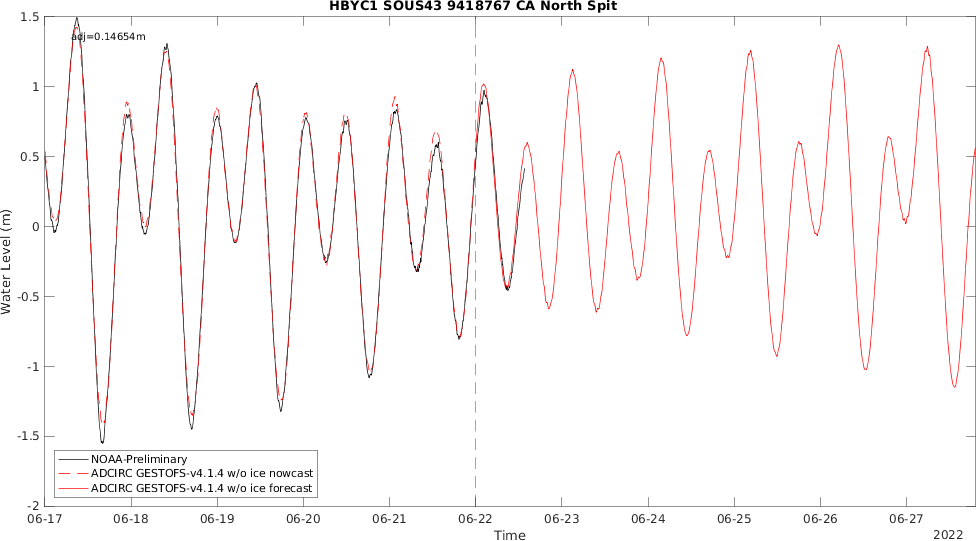 HBYC1 SOUS43 9418767 CA North Spit
adj=0.14654m
1.5
1
0.5
0
-0.5
-1
-1.5
-2
Water Level (m)
NOAA-Preliminary
ADCIRC GESTOFS-v4.1.4 w/o ice nowcast
ADCIRC GESTOFS-v4.1.4 w/o ice forecast
06-17 06-18 06-19 06-20 06-21 06-22 06-23 06-24 06-25 06-26 06-27
Time
2022